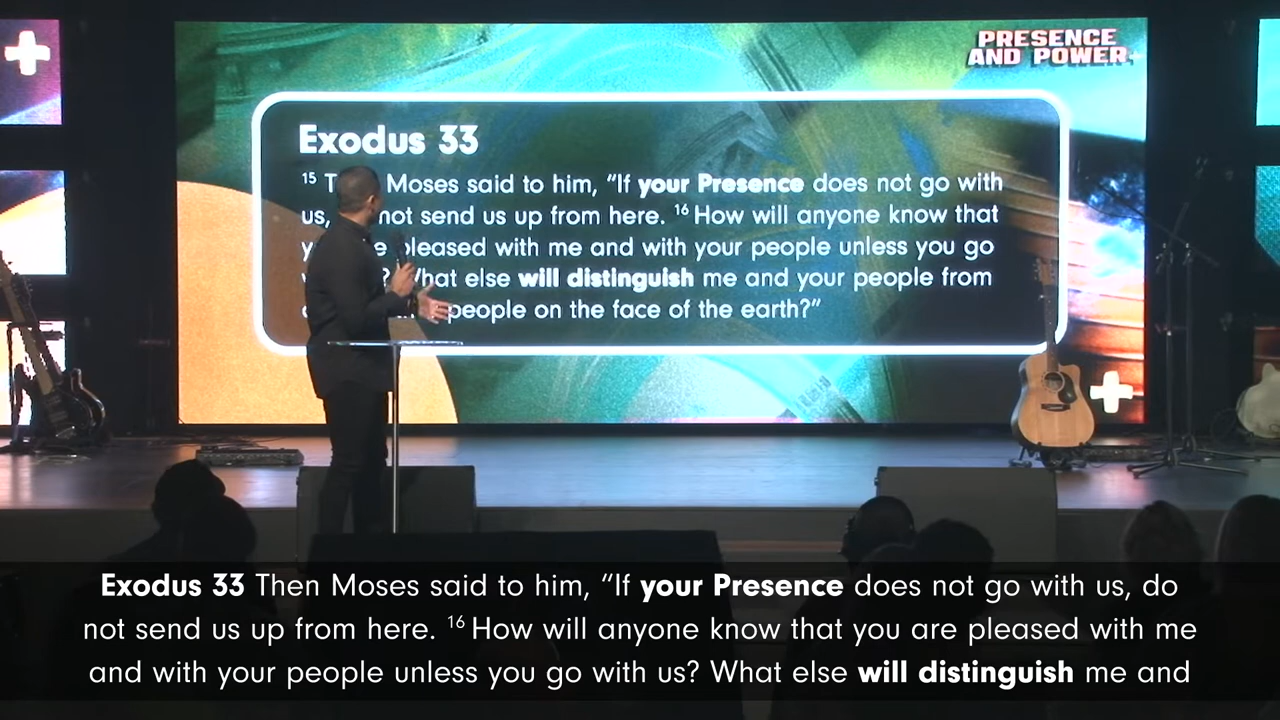 PRESENCE
AND POWER+
Exodus 33
15 Moses said to him, “If your Presence does not go with
us, not send us up from here. 16 How will anyone know that
pleased with me and with your people unless you go
What else will distinguish me and your people from
people on the face of the earth?”
Exodus 33 Then Moses said to him, “If your Presence does not go with us, do
not send us up from here. 16 How will anyone know that you are pleased with me
and with your people unless you go with us? What else will distinguish me and